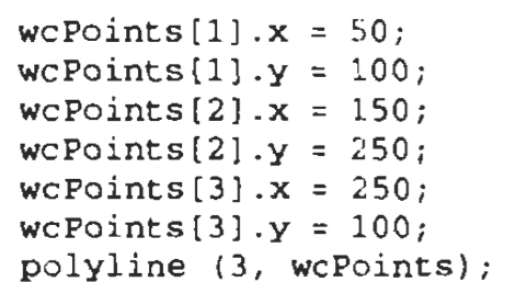 wcPoints[1].x = 50;
wcPoints[1].y = 100;
wcPoints[2].x = 150;
wcPoints[2].y = 250;
wcPoints[3].x = 250;
wcPoints[3].y = 100;
polyline (3, wcPoints);